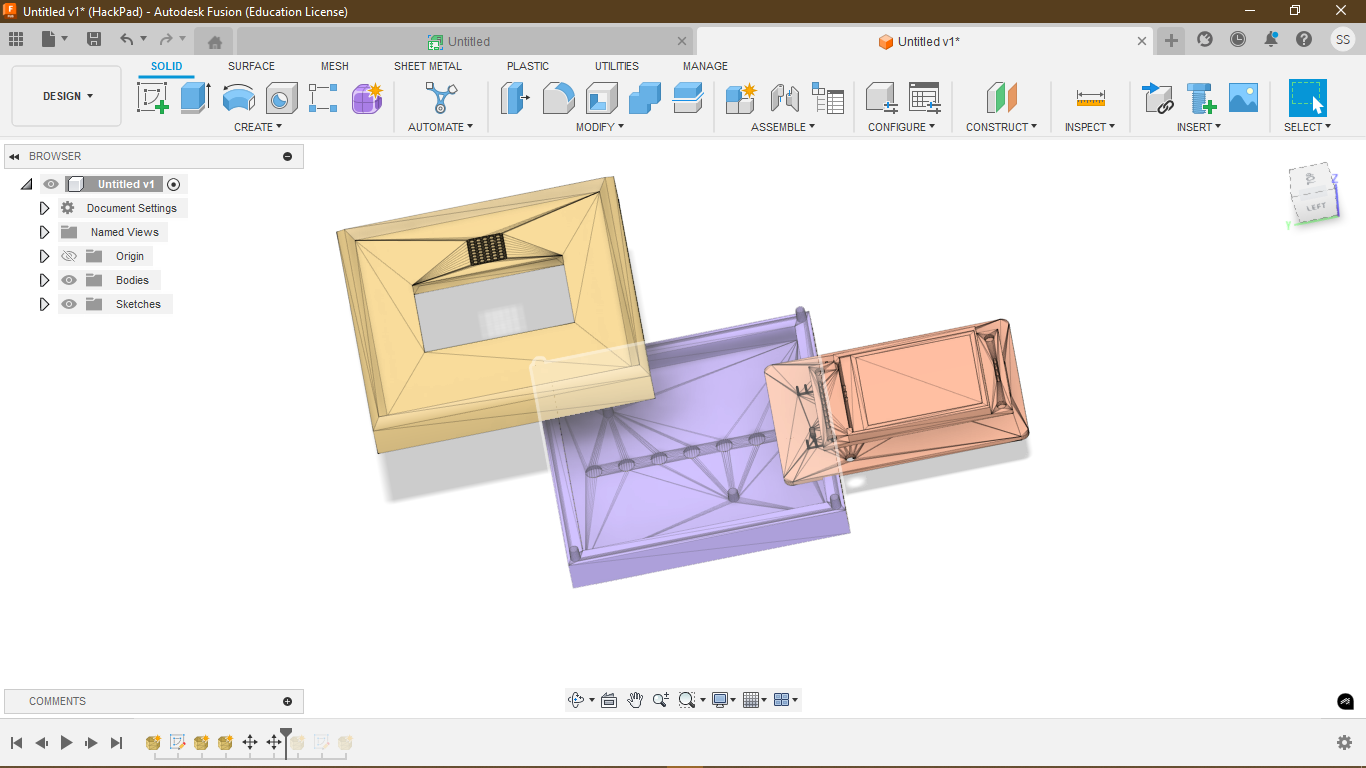 Untitled v1* (HackPad) - Autodesk Fusion (Education License)
Untitled
Untitled v1*
SS
SOLID SURFACE MESH SHEET METAL PLASTIC UTILITIES MANAGE
DESIGN
CREATE AUTOMATE MODIFY ASSEMBLE CONFIGURE CONSTRUCT INSPECT INSERT SELECT
BROWSER
Untitled v1
Document Settings
Named Views
Origin
Bodies
Sketches
Z
LEFT
Y
COMMENTS